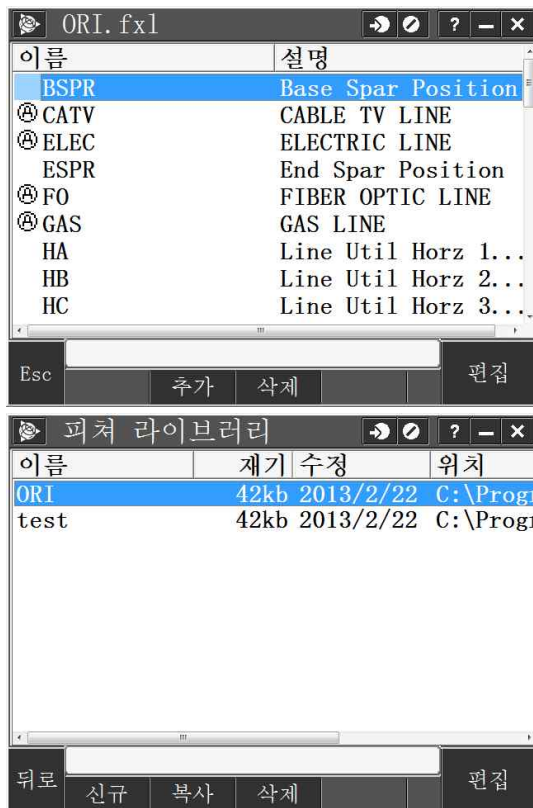 ORI.fxl ? – ×
이름 설명
BSPR Base Spar Position
Ⓐ CATV CABLE TV LINE
Ⓐ ELEC ELECTRIC LINE
ESPR End Spar Position
Ⓐ FO FIBER OPTIC LINE
Ⓐ GAS GAS LINE
HA Line Util Horz 1...
HB Line Util Horz 2...
HC Line Util Horz 3...
Esc 추가 삭제 편집
피쳐 라이브러리 ? – ×
이름 재기 수정 위치
ORI 42kb 2013/2/22 C:\Progr
test 42kb 2013/2/22 C:\Progr
뒤로 신규 복사 삭제 편집